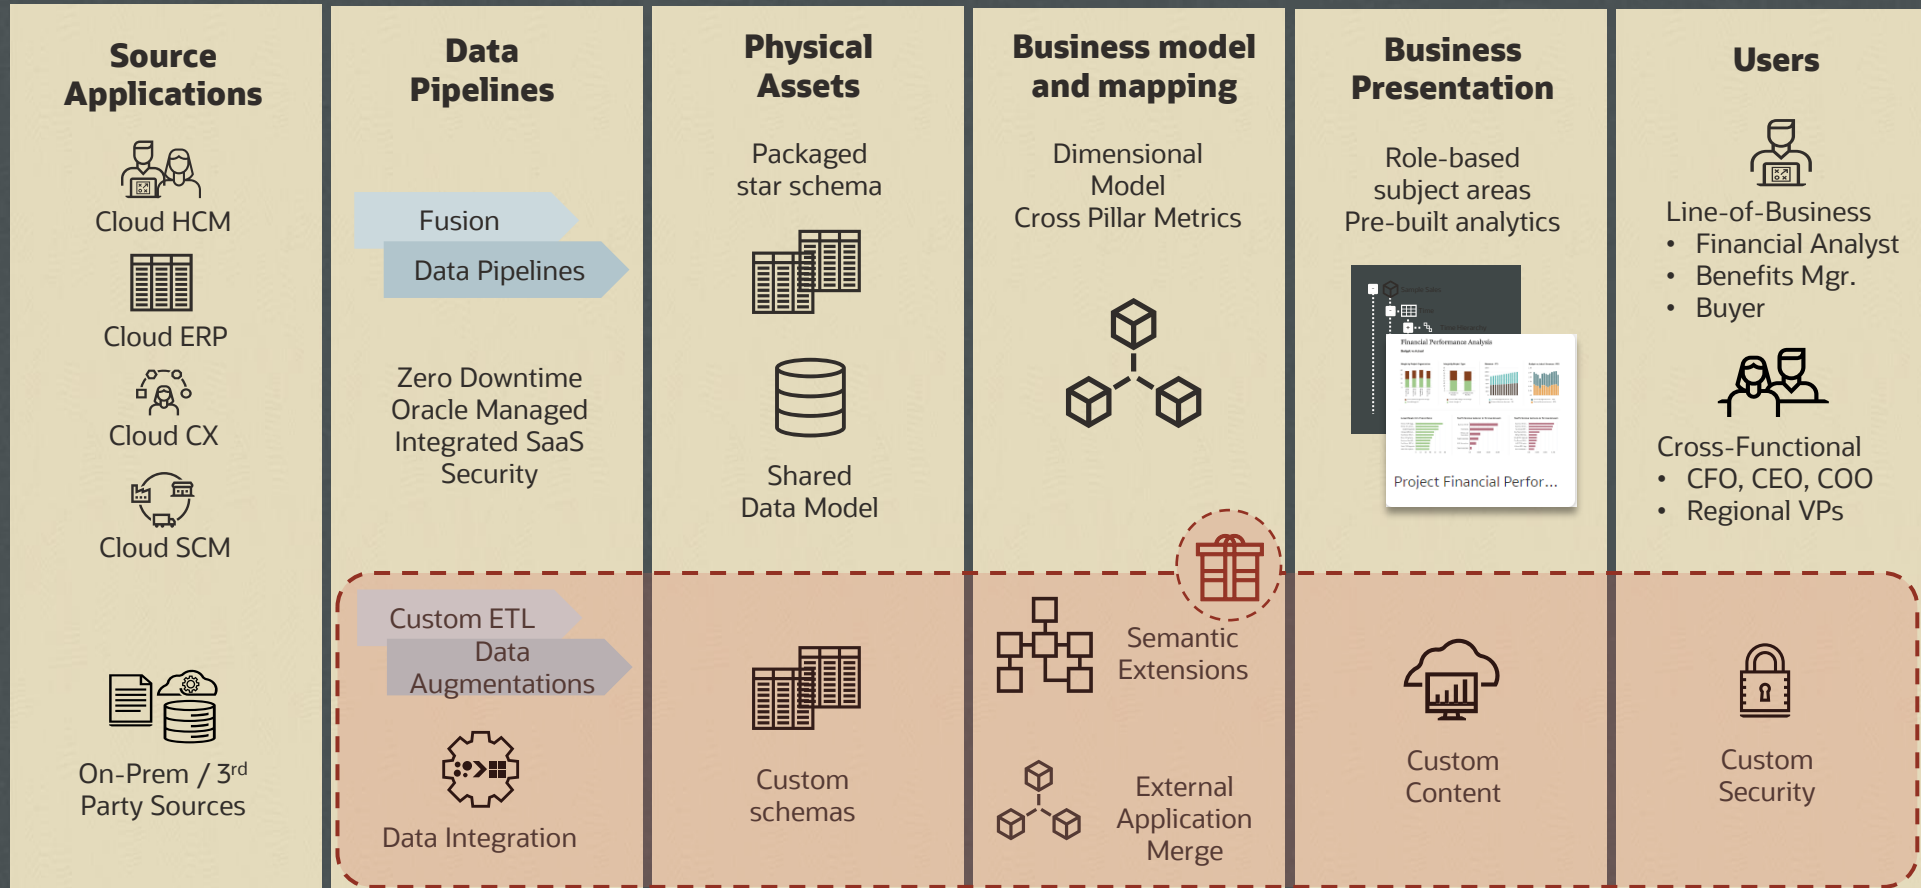 Source
Applications
Cloud HCM
Cloud ERP
Cloud CX
Cloud SCM
On-Prem / 3rd
Party Sources
Data
Pipelines
Fusion
Data Pipelines
Zero Downtime
Oracle Managed
Integrated SaaS
Security
Custom ETL
Data
Augmentations
Data Integration
Physical
Assets
Packaged
star schema
Shared
Data Model
Custom
schemas
Business model
and mapping
Dimensional
Model
Cross Pillar Metrics
Semantic
Extensions
External
Application
Merge
Business
Presentation
Role-based
subject areas
Pre-built analytics
Sample Sales
Time
Financial Performance Analysis
Project Financial Perfor...
Custom
Content
Users
Line-of-Business
• Financial Analyst
• Benefits Mgr.
• Buyer
Cross-Functional
• CFO, CEO, COO
• Regional VPs
Custom
Security